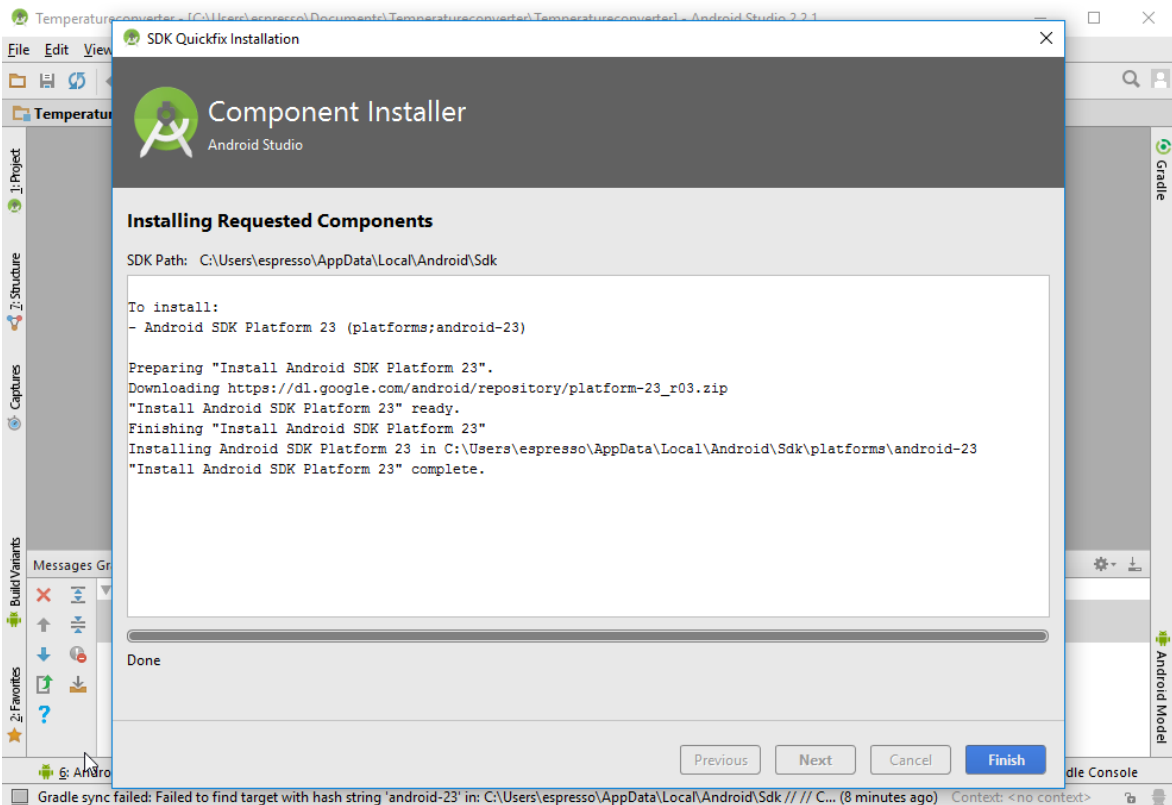 Temperatureconverter - [C:\Users\espresso\Documents\Temperatureconverter\Temperatureconverter] - Android Studio 2.2.1
SDK Quickfix Installation
File Edit View
Component Installer
Android Studio
Temperatur
1: Project
7: Structure
Captures
Build Variants
2: Favorites
Gradle
Android Model
Installing Requested Components
SDK Path: C:\Users\espresso\AppData\Local\Android\Sdk
To install:
- Android SDK Platform 23 (platforms;android-23)
Preparing "Install Android SDK Platform 23".
Downloading https://dl.google.com/android/repository/platform-23_r03.zip
"Install Android SDK Platform 23" ready.
Finishing "Install Android SDK Platform 23"
Installing Android SDK Platform 23 in C:\Users\espresso\AppData\Local\Android\Sdk\platforms\android-23
"Install Android SDK Platform 23" complete.
Messages Gr
Done
Previous Next Cancel Finish
6: Andro
dle Console
Gradle sync failed: Failed to find target with hash string 'android-23' in: C:\Users\espresso\AppData\Local\Android\Sdk // // C... (8 minutes ago) Context: <no context>